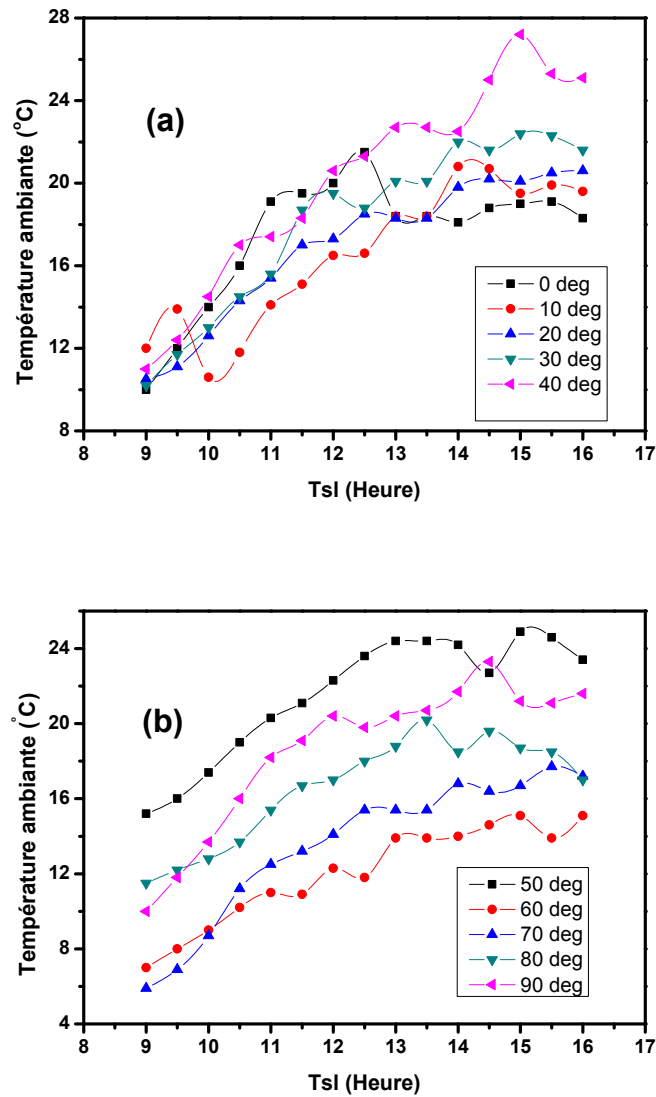 28
24
20
16
12
8
Température ambiante (°C)
(a)
0 deg
10 deg
20 deg
30 deg
40 deg
8 9 10 11 12 13 14 15 16 17
Tsl (Heure)
24
20
16
12
8
4
Température ambiante (°C)
(b)
50 deg
60 deg
70 deg
80 deg
90 deg
8 9 10 11 12 13 14 15 16 17
Tsl (Heure)